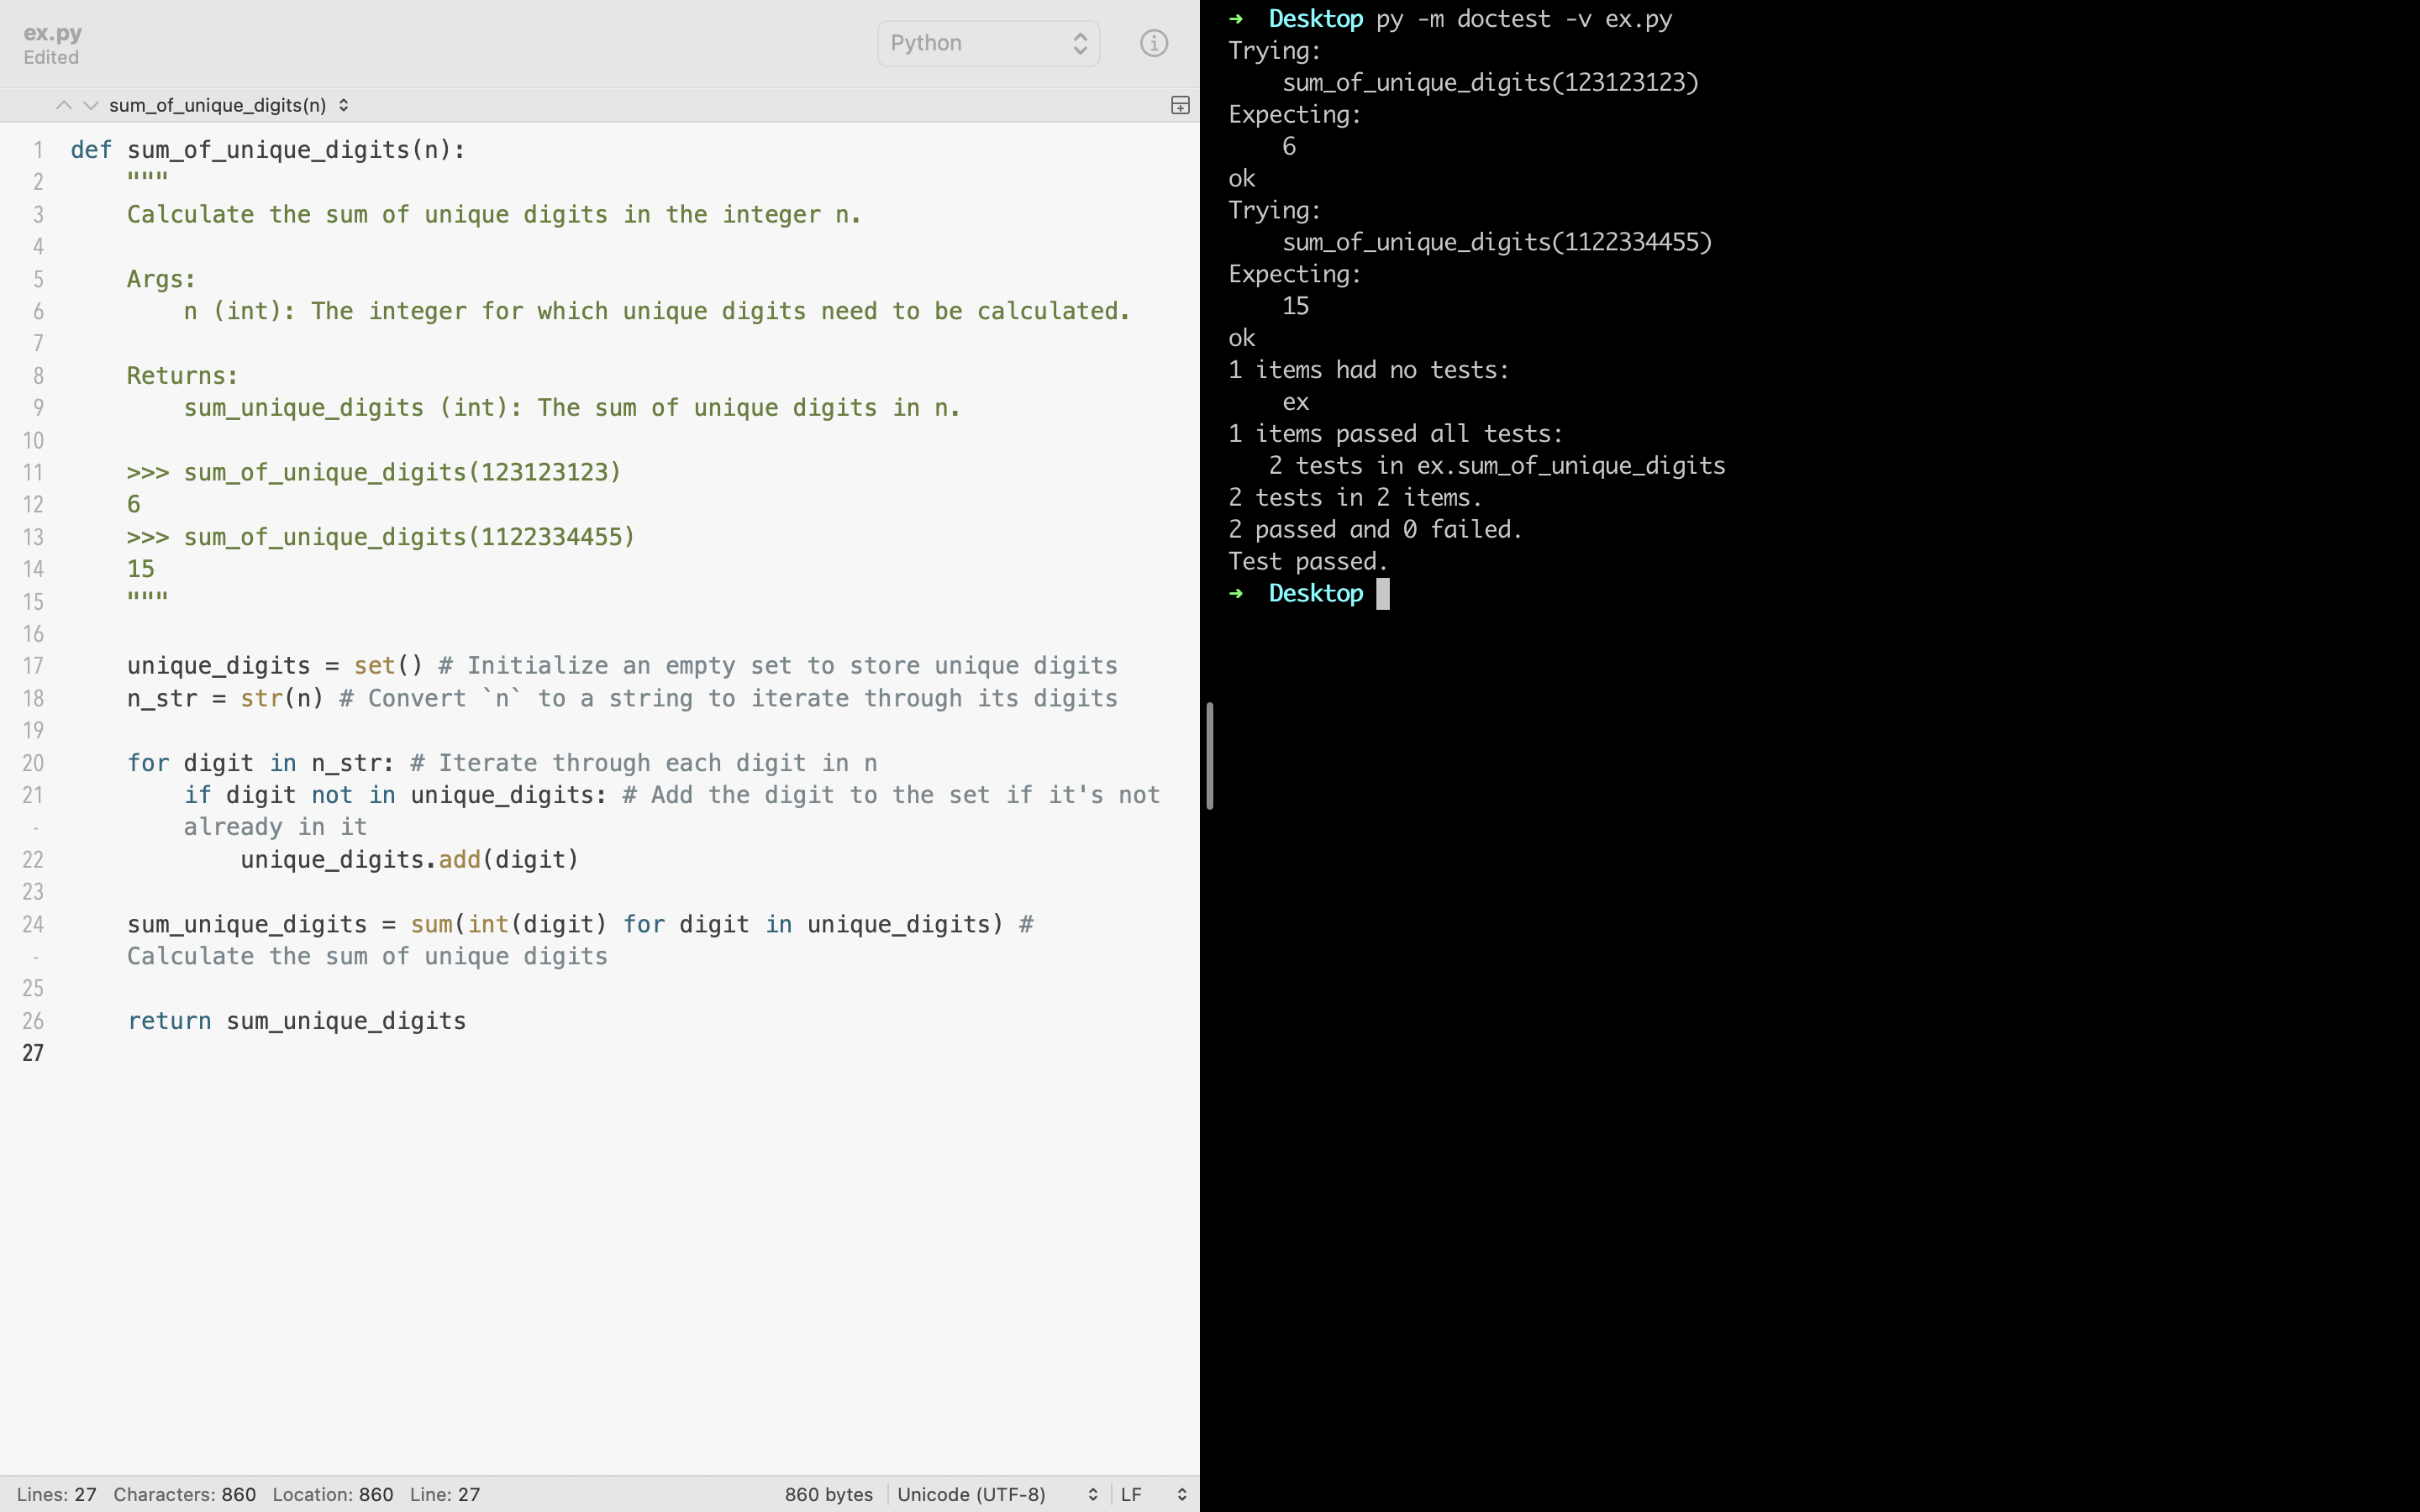 ex.py
Edited
Python
sum_of_unique_digits(n)
1 def sum_of_unique_digits(n):
2     """
3     Calculate the sum of unique digits in the integer n.
4
5     Args:
6         n (int): The integer for which unique digits need to be calculated.
7
8     Returns:
9         sum_unique_digits (int): The sum of unique digits in n.
10
11     >>> sum_of_unique_digits(123123123)
12     6
13     >>> sum_of_unique_digits(1122334455)
14     15
15     """
16
17     unique_digits = set() # Initialize an empty set to store unique digits
18     n_str = str(n) # Convert `n` to a string to iterate through its digits
19
20     for digit in n_str: # Iterate through each digit in n
21         if digit not in unique_digits: # Add the digit to the set if it's not
-         already in it
22             unique_digits.add(digit)
23
24     sum_unique_digits = sum(int(digit) for digit in unique_digits) #
-     Calculate the sum of unique digits
25
26     return sum_unique_digits
27
Lines: 27 Characters: 860 Location: 860 Line: 27 860 bytes Unicode (UTF-8) LF
➜  Desktop py -m doctest -v ex.py
Trying:
    sum_of_unique_digits(123123123)
Expecting:
    6
ok
Trying:
    sum_of_unique_digits(1122334455)
Expecting:
    15
ok
1 items had no tests:
    ex
1 items passed all tests:
   2 tests in ex.sum_of_unique_digits
2 tests in 2 items.
2 passed and 0 failed.
Test passed.
➜  Desktop